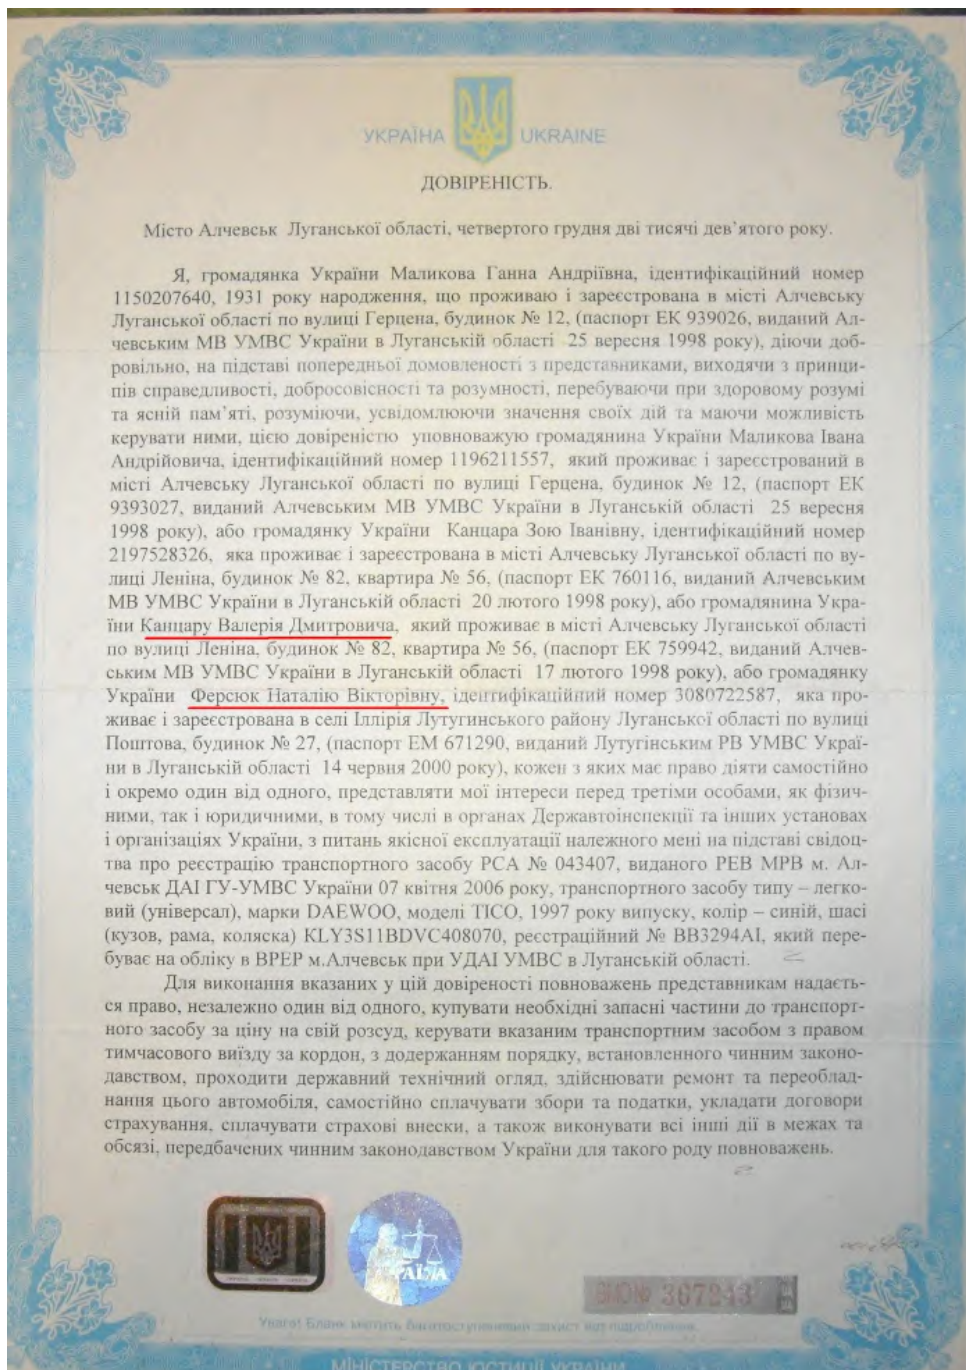 УКРАЇНА UKRAINE
ДОВІРЕНІСТЬ.
Місто Алчевськ Луганської області, четвертого грудня дві тисячі дев’ятого року.
Я, громадянка України Маликова Ганна Андріївна, ідентифікаційний номер
1150207640, 1931 року народження, що проживаю і зареєстрована в місті Алчевську
Луганської області по вулиці Герцена, будинок № 12, (паспорт ЕК 939026, виданий Ал-
чевським МВ УМВС України в Луганській області 25 вересня 1998 року), діючи доб-
ровільно, на підставі попередньої домовленості з представниками, виходячи з принци-
пів справедливості, добросовісності та розумності, перебуваючи при здоровому розумі
та ясній пам’яті, розуміючи, усвідомлюючи значення своїх дій та маючи можливість
керувати ними, цією довіреністю уповноважую громадянина України Маликова Івана
Андрійовича, ідентифікаційний номер 1196211557, який проживає і зареєстрований в
місті Алчевську Луганської області по вулиці Герцена, будинок № 12, (паспорт ЕК
9393027, виданий Алчевським МВ УМВС України в Луганській області 25 вересня
1998 року), або громадянку України Канцара Зою Іванівну, ідентифікаційний номер
2197528326, яка проживає і зареєстрована в місті Алчевську Луганської області по ву-
лиці Леніна, будинок № 82, квартира № 56, (паспорт ЕК 760116, виданий Алчевським
МВ УМВС України в Луганській області 20 лютого 1998 року), або громадянина Укра-
їни Канцару Валерія Дмитровича, який проживає в місті Алчевську Луганської області
по вулиці Леніна, будинок № 82, квартира № 56, (паспорт ЕК 759942, виданий Алчев-
ським МВ УМВС України в Луганській області 17 лютого 1998 року), або громадянку
України Ферсюк Наталію Вікторівну, ідентифікаційний номер 3080722587, яка про-
живає і зареєстрована в селі Іллірія Лутугинського району Луганської області по вулиці
Поштова, будинок № 27, (паспорт ЕМ 671290, виданий Лутугінським РВ УМВС Украї-
ни в Луганській області 14 червня 2000 року), кожен з яких має право діяти самостійно
і окремо один від одного, представляти мої інтереси перед третіми особами, як фізич-
ними, так і юридичними, в тому числі в органах Державтоінспекції та інших установах
і організаціях України, з питань якісної експлуатації належного мені на підставі свідоц-
тва про реєстрацію транспортного засобу РСА № 043407, виданого РЕВ МРВ м. Ал-
чевськ ДАІ ГУ-УМВС України 07 квітня 2006 року, транспортного засобу типу – легко-
вий (універсал), марки DAEWOO, моделі TICO, 1997 року випуску, колір – синій, шасі
(кузов, рама, коляска) KLY3S11BDVC408070, реєстраційний № ВВ3294АІ, який пере-
буває на обліку в ВРЕР м.Алчевськ при УДАІ УМВС в Луганській області.
Для виконання вказаних у цій довіреності повноважень представникам надаєть-
ся право, незалежно один від одного, купувати необхідні запасні частини до транспорт-
ного засобу за ціну на свій розсуд, керувати вказаним транспортним засобом з правом
тимчасового виїзду за кордон, з додержанням порядку, встановленного чинним законо-
давством, проходити державний технічний огляд, здійснювати ремонт та переоблад-
нання цього автомобіля, самостійно сплачувати збори та податки, укладати договори
страхування, сплачувати страхові внески, а також виконувати всі інші дії в межах та
обсязі, передбачених чинним законодавством України для такого роду повноважень.
367243
Увага! Бланк містить багатоступеневий захист від підроблення
МІНІСТЕРСТВО ЮСТИЦІЇ УКРАЇНИ